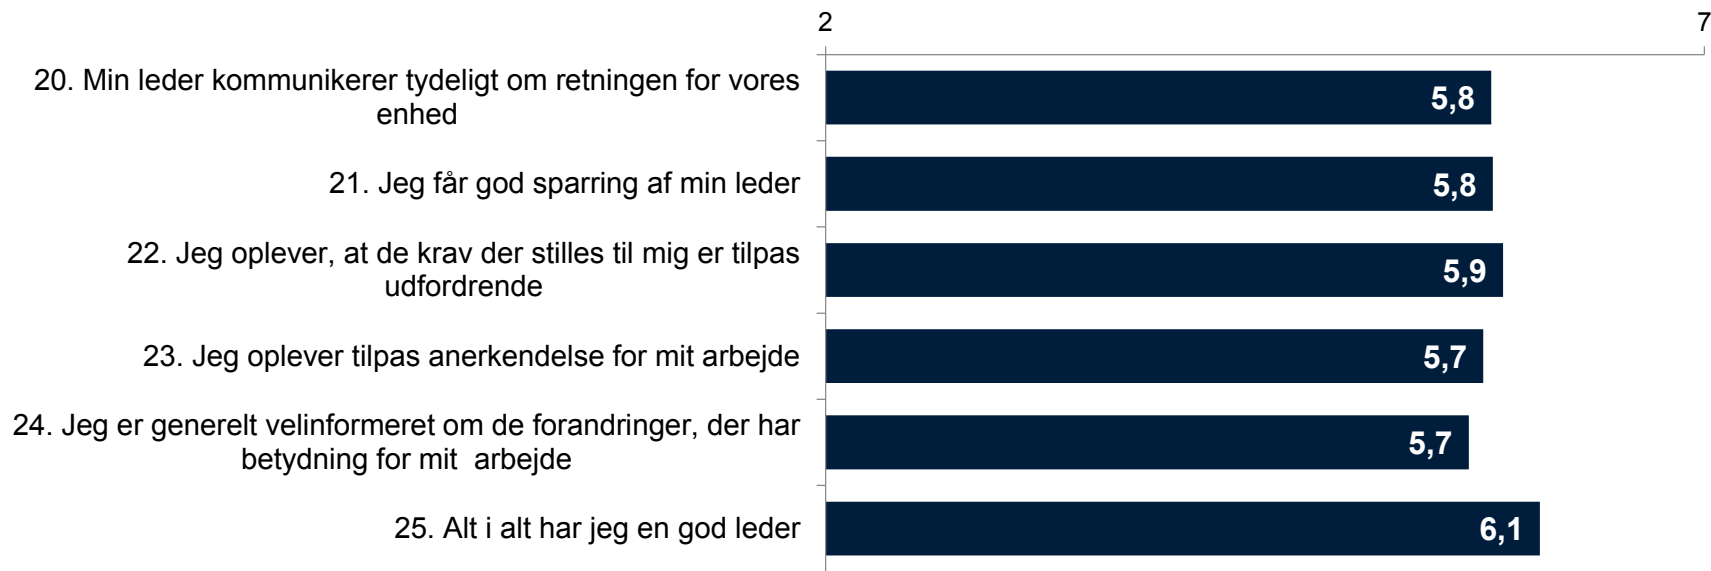 2
7
20. Min leder kommunikerer tydeligt om retningen for vores
enhed
5,8
21. Jeg får god sparring af min leder
5,8
22. Jeg oplever, at de krav der stilles til mig er tilpas
udfordrende
5,9
23. Jeg oplever tilpas anerkendelse for mit arbejde
5,7
24. Jeg er generelt velinformeret om de forandringer, der har
betydning for mit  arbejde
5,7
25. Alt i alt har jeg en god leder
6,1